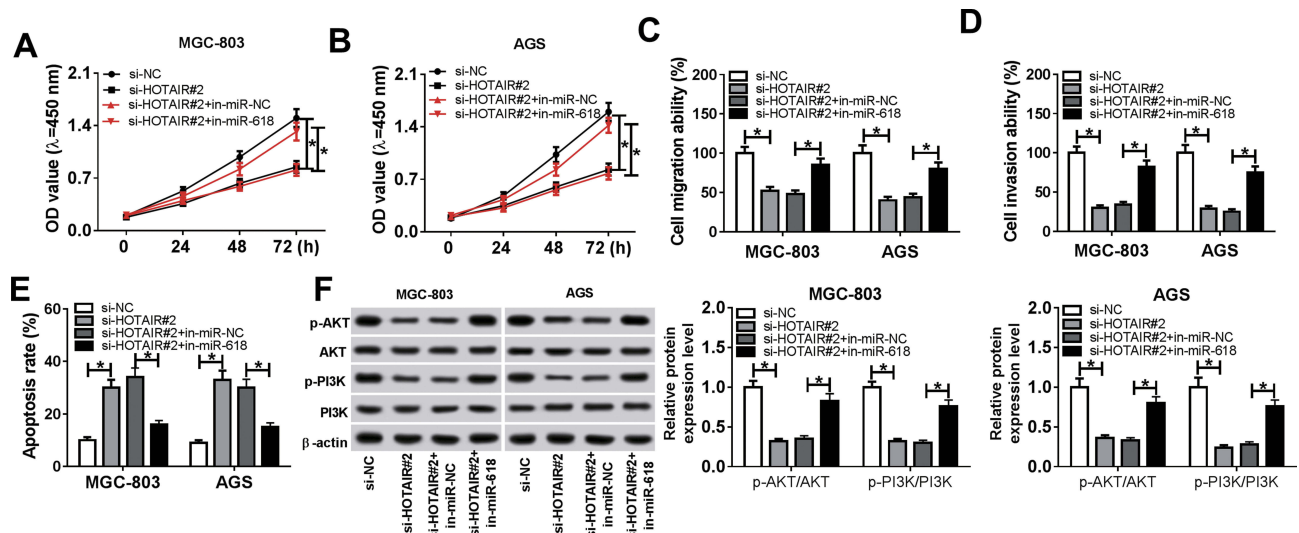 A
MGC-803
OD value (λ=450 nm)
2.1
1.4
0.7
0.0
si-NC
si-HOTAIR#2
si-HOTAIR#2+in-miR-NC
si-HOTAIR#2+in-miR-618
*
*
0 24 48 72 (h)
B
AGS
OD value (λ=450 nm)
2.1
1.4
0.7
0.0
si-NC
si-HOTAIR#2
si-HOTAIR#2+in-miR-NC
si-HOTAIR#2+in-miR-618
*
*
0 24 48 72 (h)
C
Cell migration ability (%)
200
150
100
50
0
si-NC
si-HOTAIR#2
si-HOTAIR#2+in-miR-NC
si-HOTAIR#2+in-miR-618
* * * *
MGC-803 AGS
D
Cell invasion ability (%)
200
150
100
50
0
si-NC
si-HOTAIR#2
si-HOTAIR#2+in-miR-NC
si-HOTAIR#2+in-miR-618
* * * *
MGC-803 AGS
E
Apoptosis rate (%)
60
40
20
0
si-NC
si-HOTAIR#2
si-HOTAIR#2+in-miR-NC
si-HOTAIR#2+in-miR-618
* * * *
MGC-803 AGS
F
MGC-803 AGS
p-AKT
AKT
p-PI3K
PI3K
β-actin
si-NC
si-HOTAIR#2
si-HOTAIR#2+
in-miR-NC
si-HOTAIR#2+
in-miR-618
si-NC
si-HOTAIR#2
si-HOTAIR#2+
in-miR-NC
si-HOTAIR#2+
in-miR-618
MGC-803
Relative protein
expression level
2.0
1.5
1.0
0.5
0.0
si-NC
si-HOTAIR#2
si-HOTAIR#2+in-miR-NC
si-HOTAIR#2+in-miR-618
* * * *
p-AKT/AKT p-PI3K/PI3K
AGS
Relative protein
expression level
2.0
1.5
1.0
0.5
0.0
si-NC
si-HOTAIR#2
si-HOTAIR#2+in-miR-NC
si-HOTAIR#2+in-miR-618
* * * *
p-AKT/AKT p-PI3K/PI3K